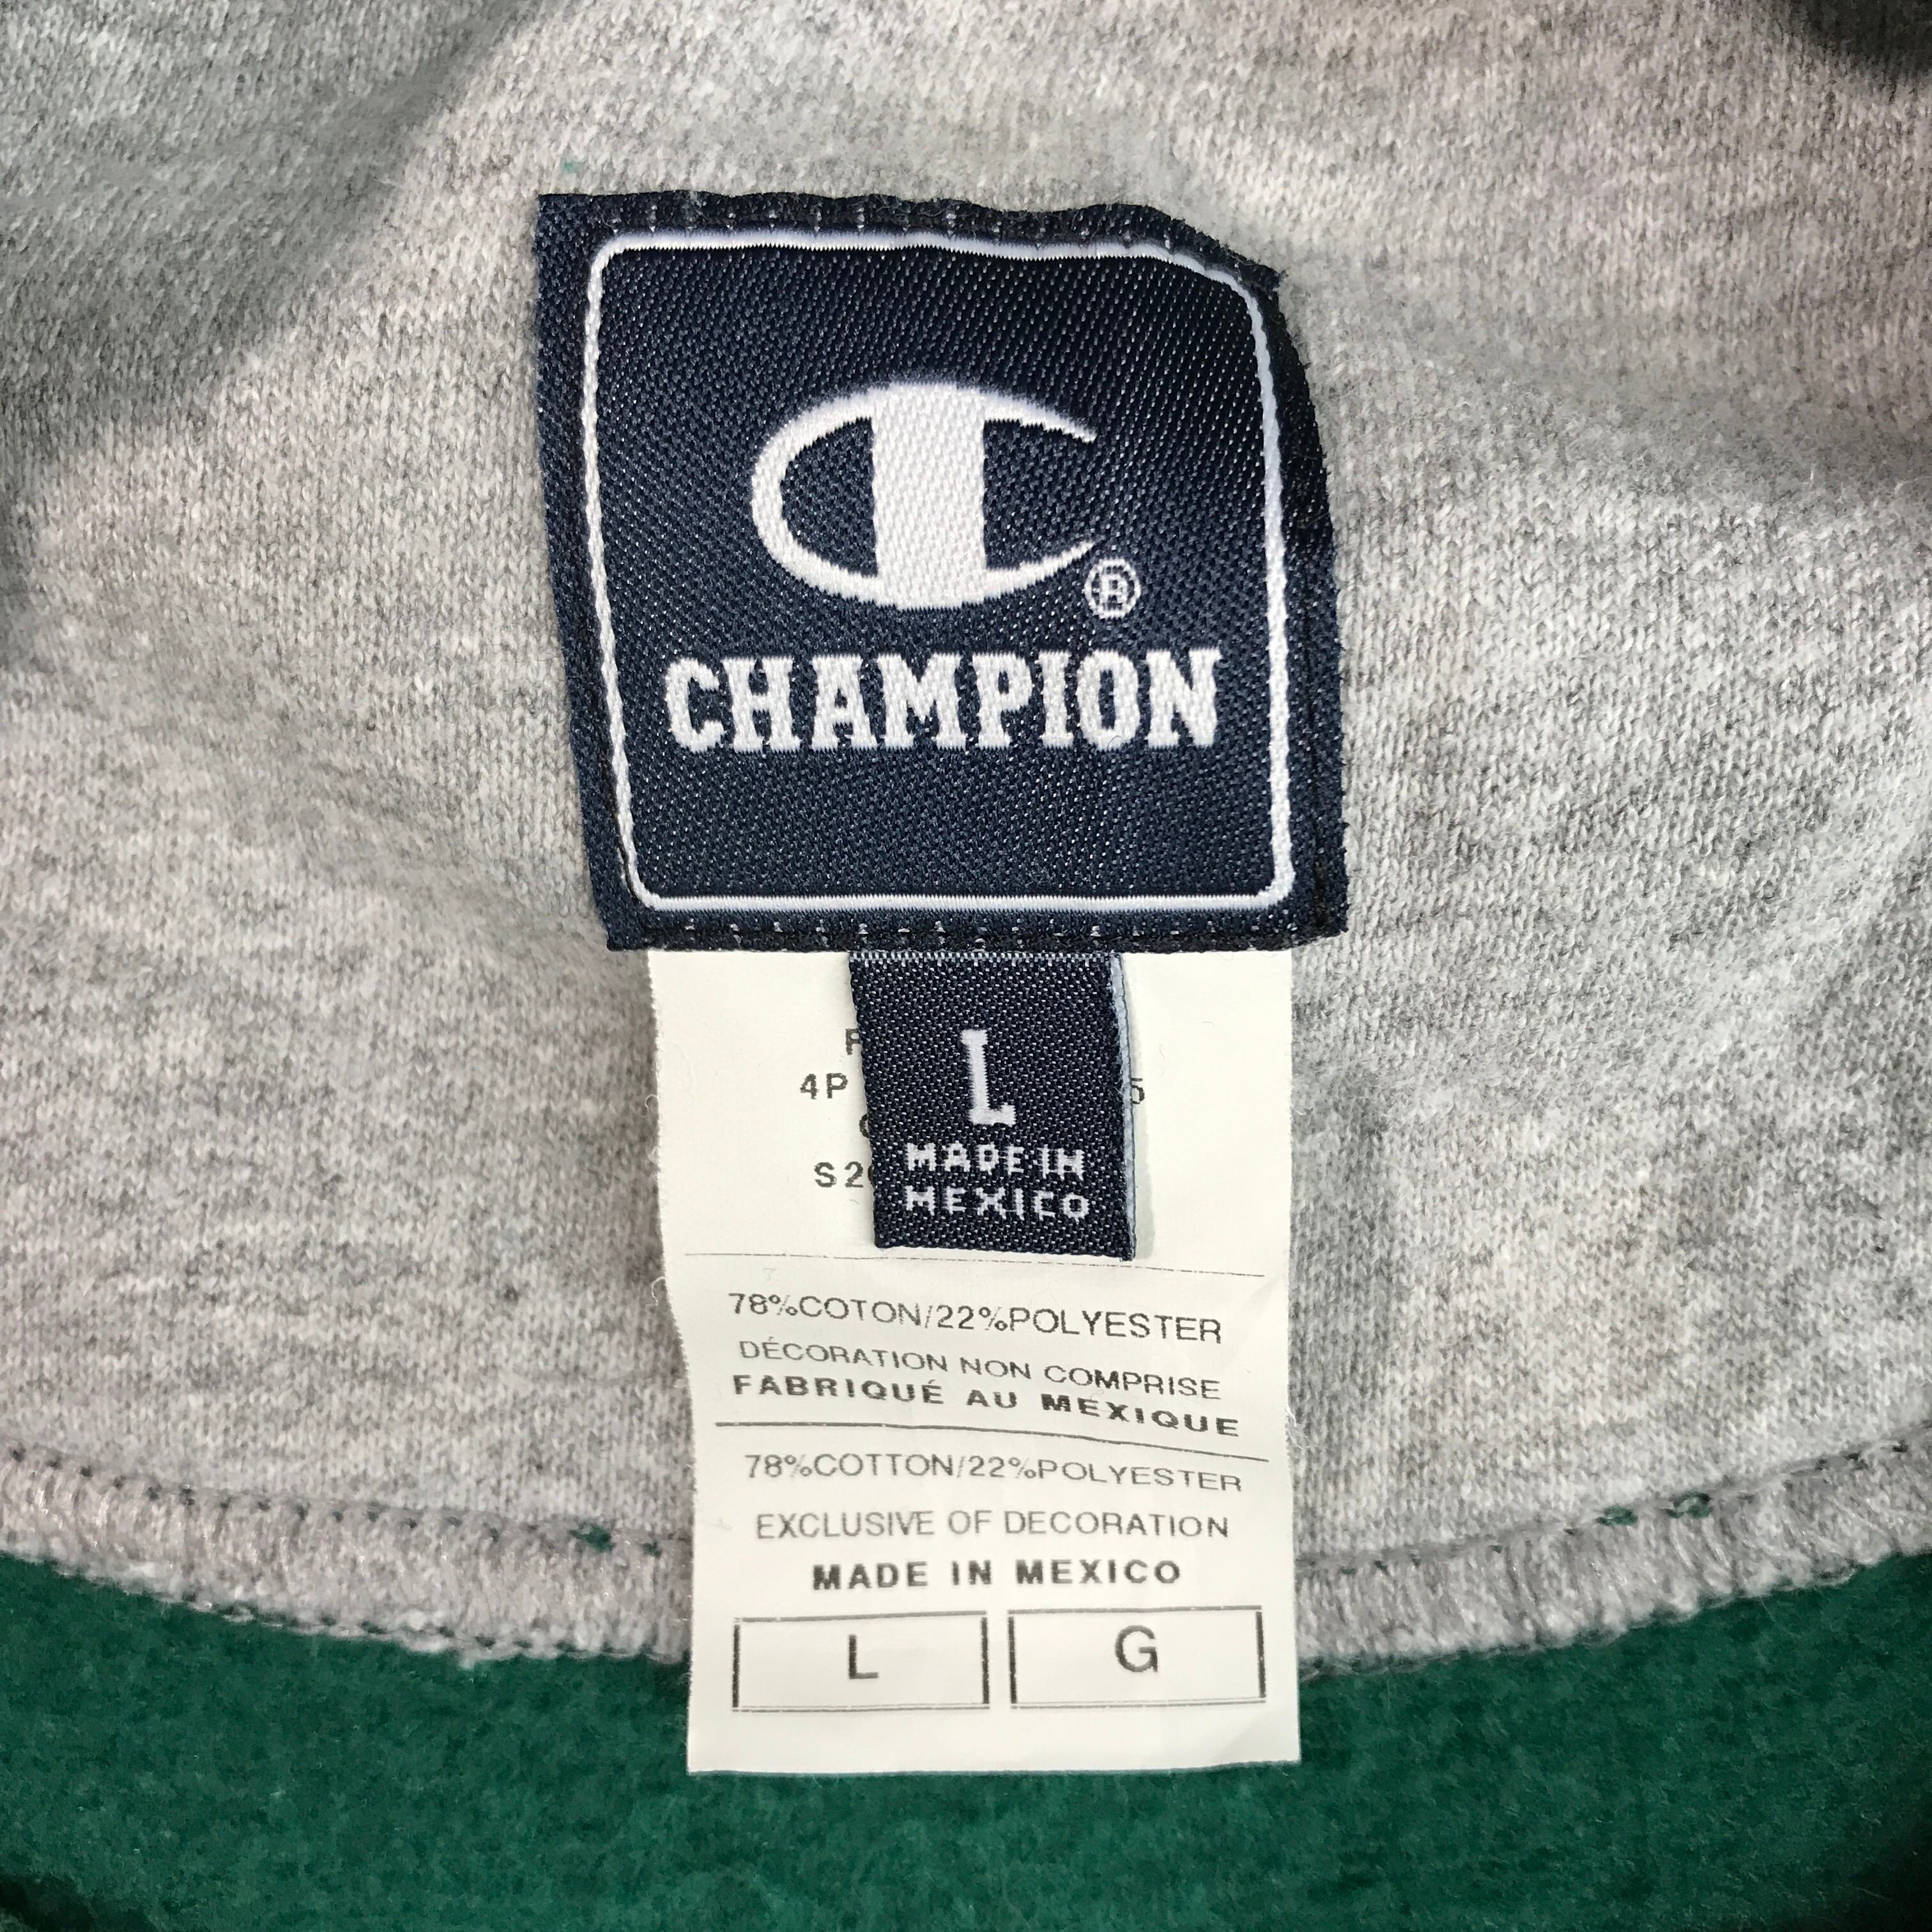 ®
CHAMPION
L
MADE IN
MEXICO
4P
78%COTON/22%POLYESTER
DÉCORATION NON COMPRISE
FABRIQUÉ AU MEXIQUE
78%COTTON/22%POLYESTER
EXCLUSIVE OF DECORATION
MADE IN MEXICO
L G